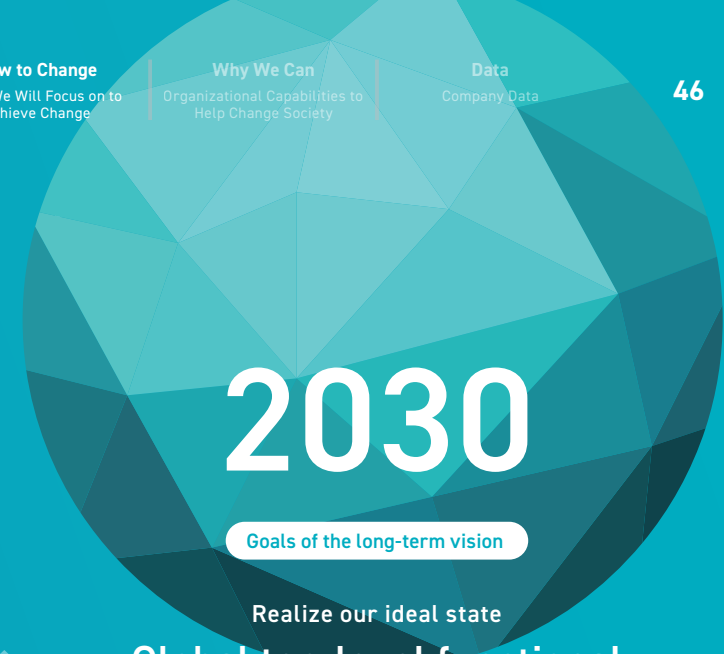 to Change
Why We Can
Data
We Will Focus on to
Organizational Capabilities to
Company Data
Change
Help Change Society
46
2030
Goals of the long-term vision
Realize our ideal state